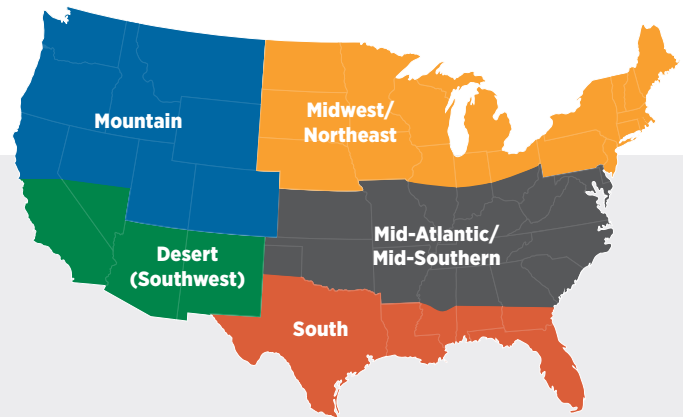 Mountain
Midwest/
Northeast
Mid-Atlantic/
Mid-Southern
Desert
(Southwest)
South